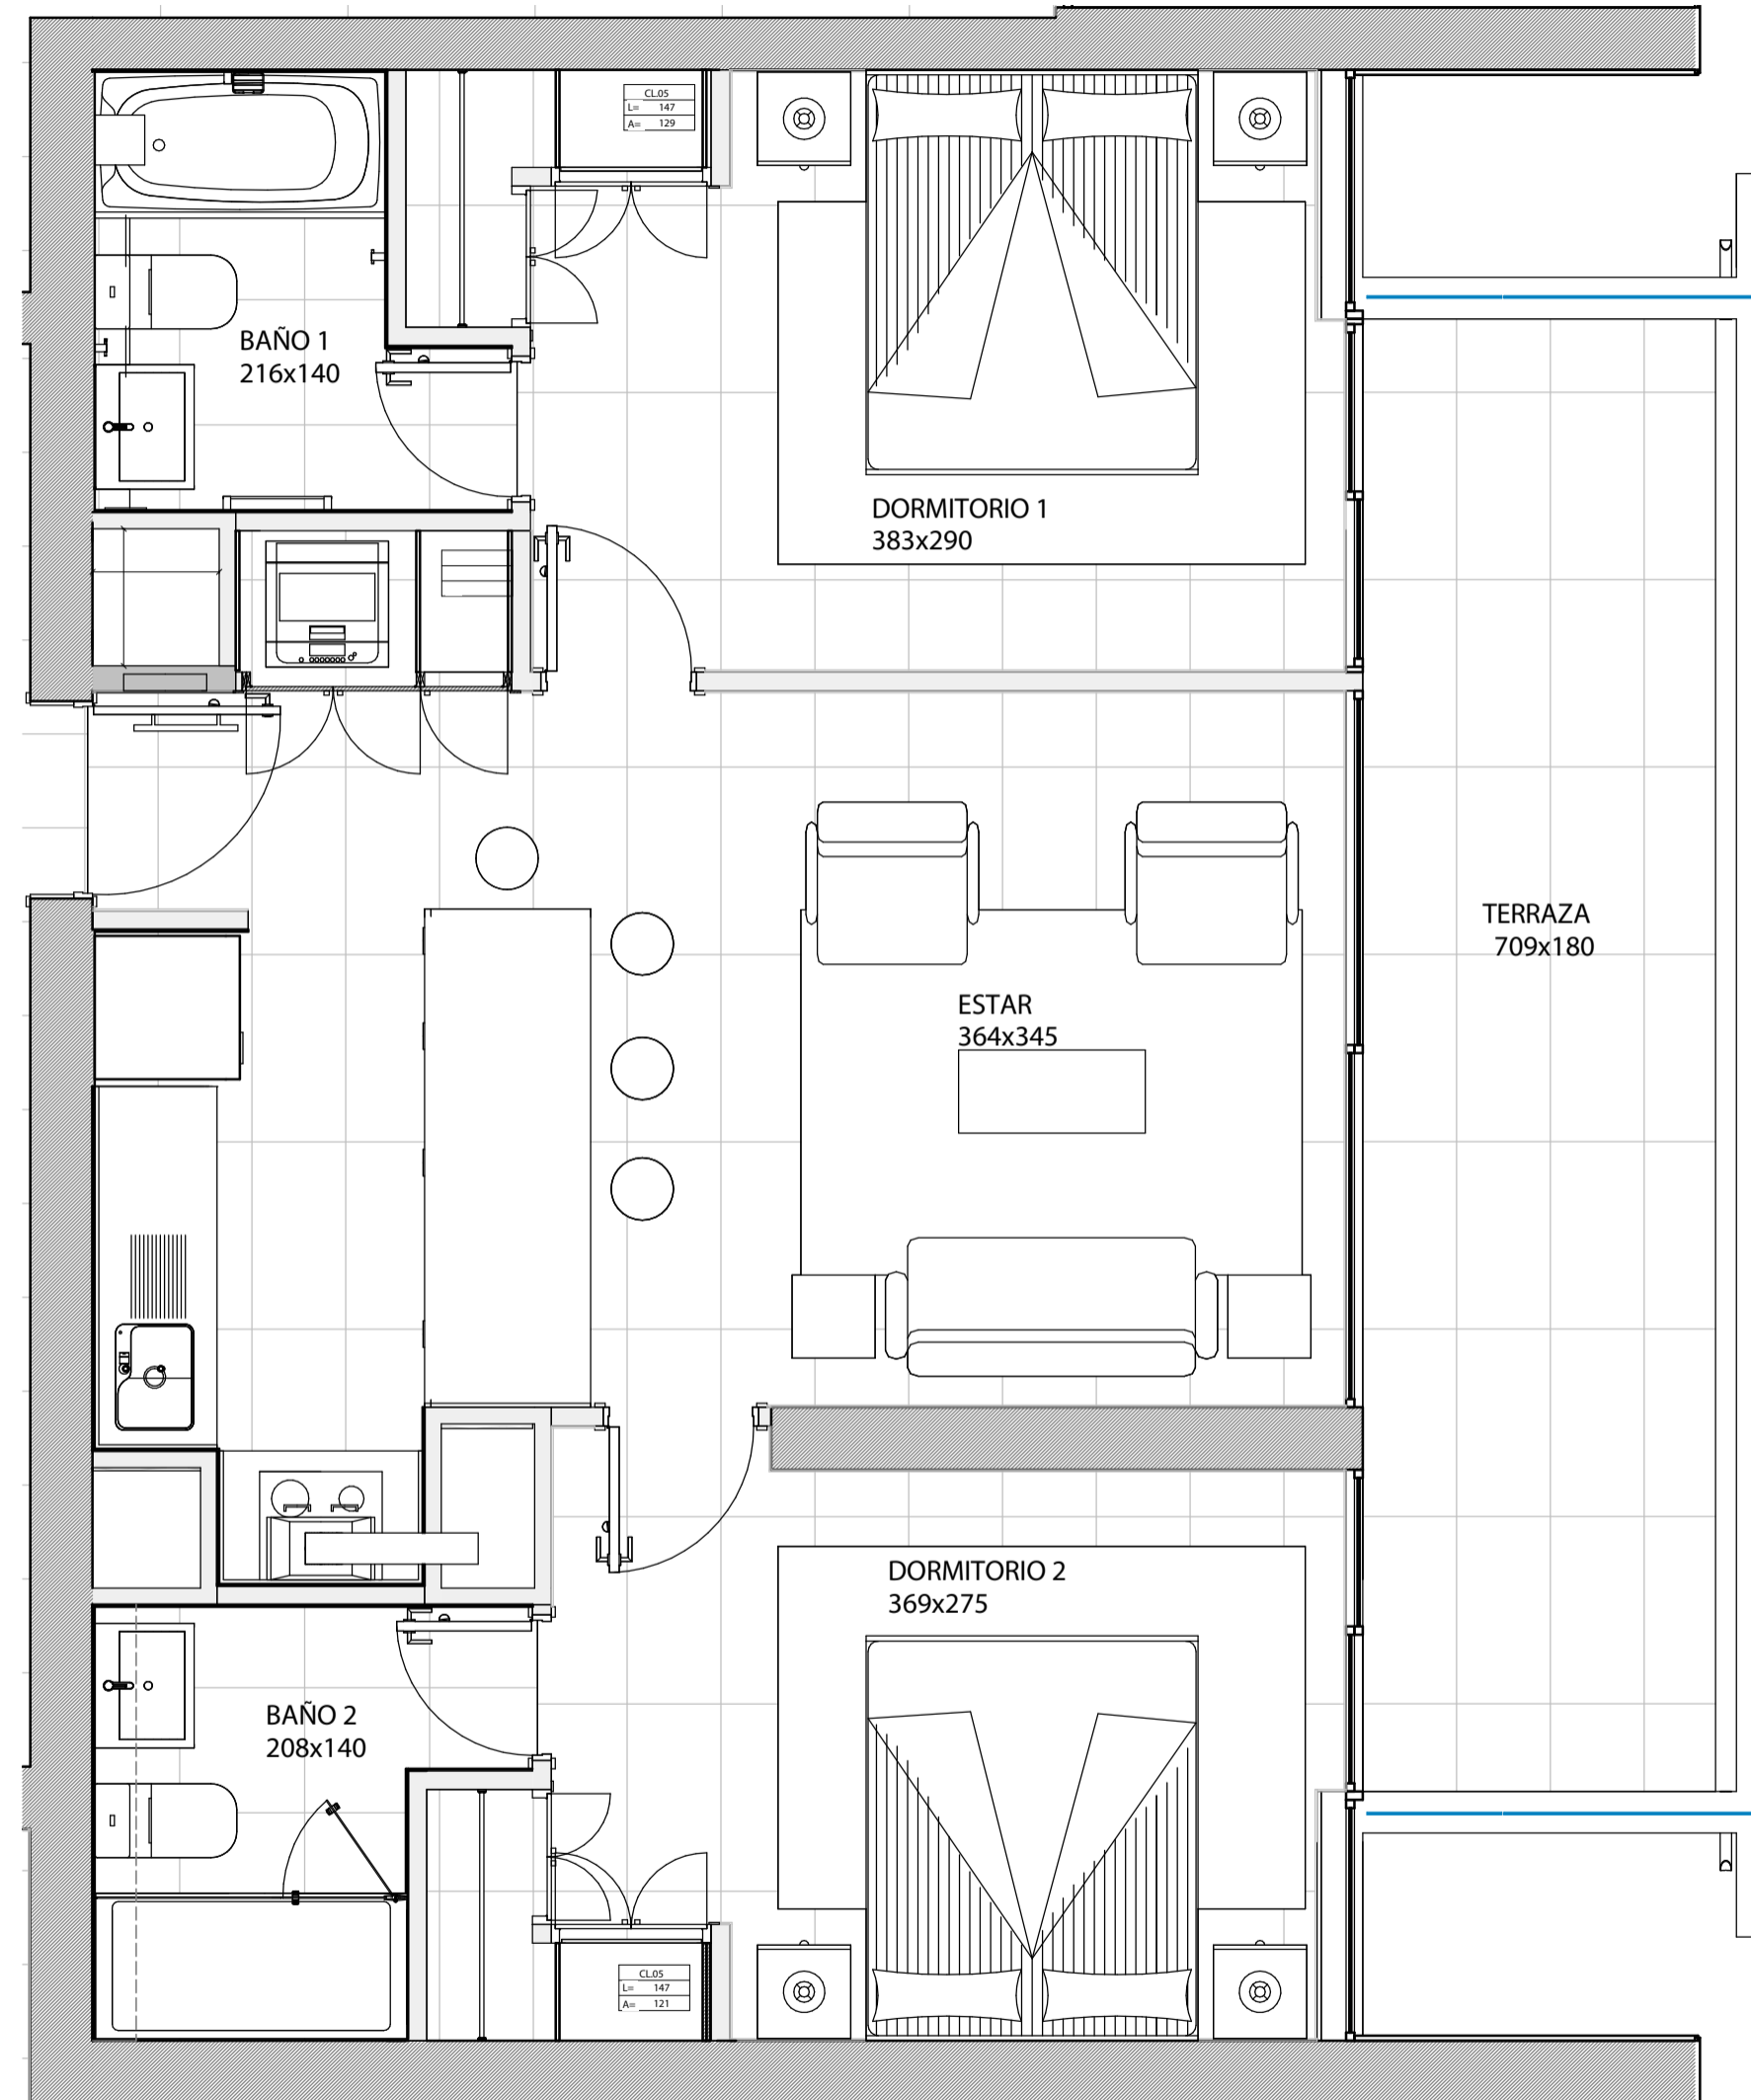 CL.05
L= 147
A= 129
BAÑO 1
216x140
DORMITORIO 1
383x290
TERRAZA
709x180
ESTAR
364x345
DORMITORIO 2
369x275
BAÑO 2
208x140
CL.05
L= 147
A= 121